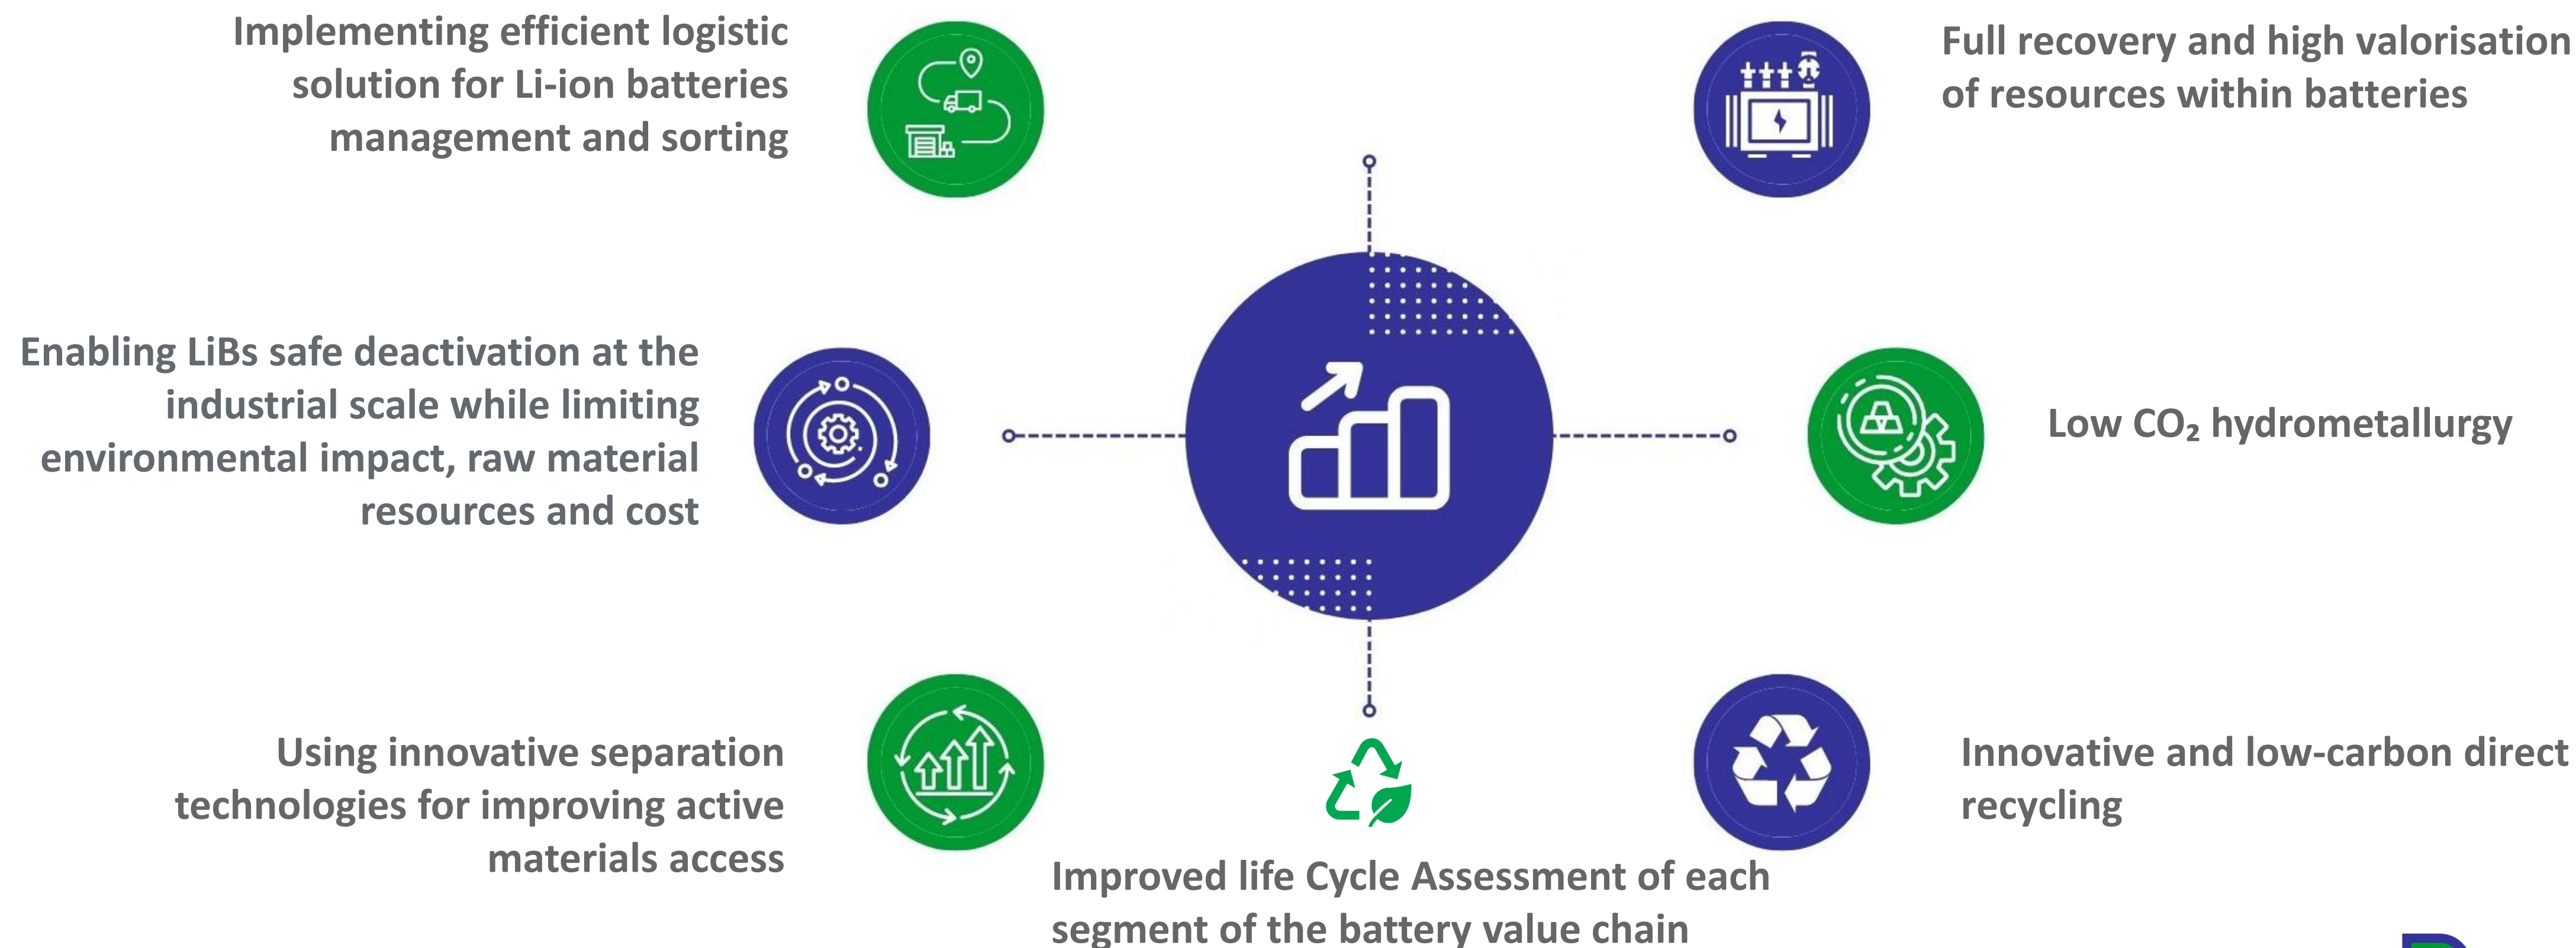 Implementing efficient logistic
solution for Li-ion batteries
management and sorting
Full recovery and high valorisation
of resources within batteries
Enabling LiBs safe deactivation at the
industrial scale while limiting
environmental impact, raw material
resources and cost
Low CO₂ hydrometallurgy
Using innovative separation
technologies for improving active
materials access
Innovative and low-carbon direct
recycling
Improved life Cycle Assessment of each
segment of the battery value chain